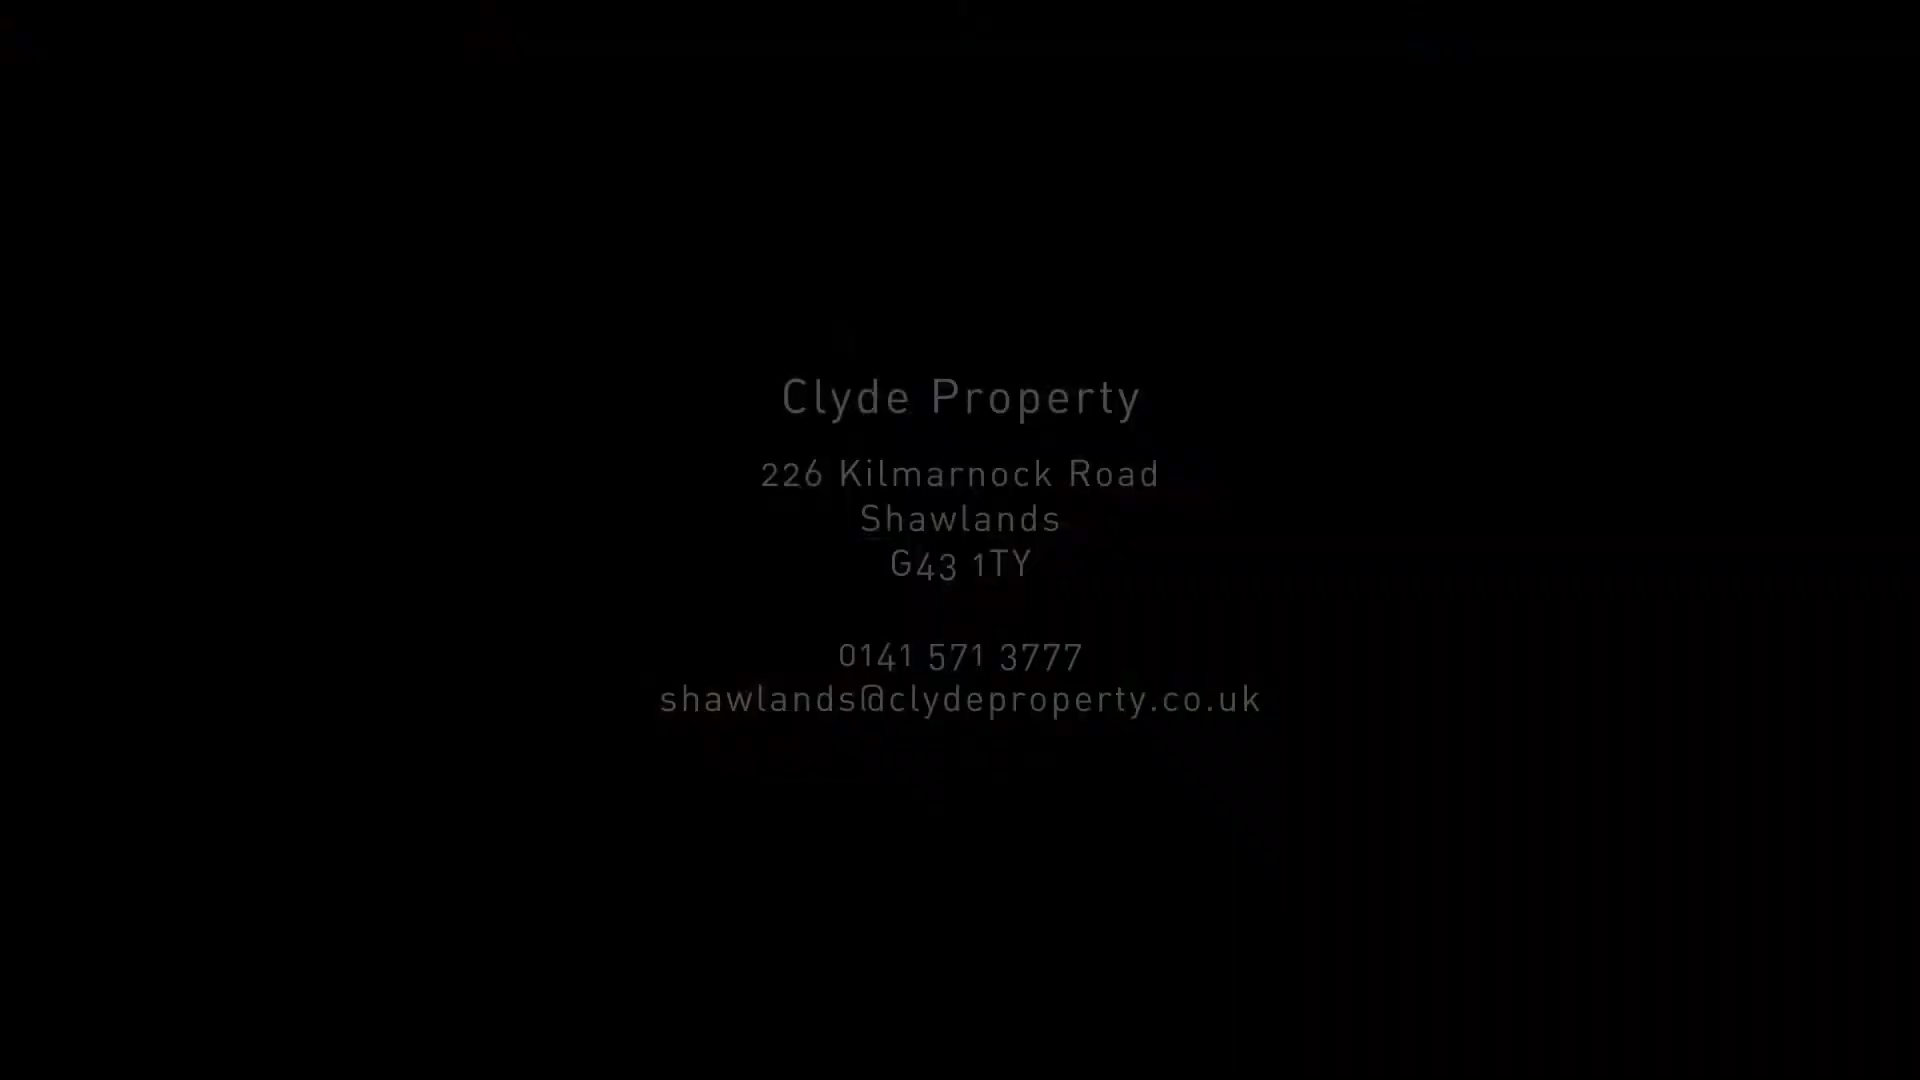 Clyde Property
226 Kilmarnock Road
Shawlands
G43 1TY
0141 571 3777
shawlands@clydeproperty.co.uk